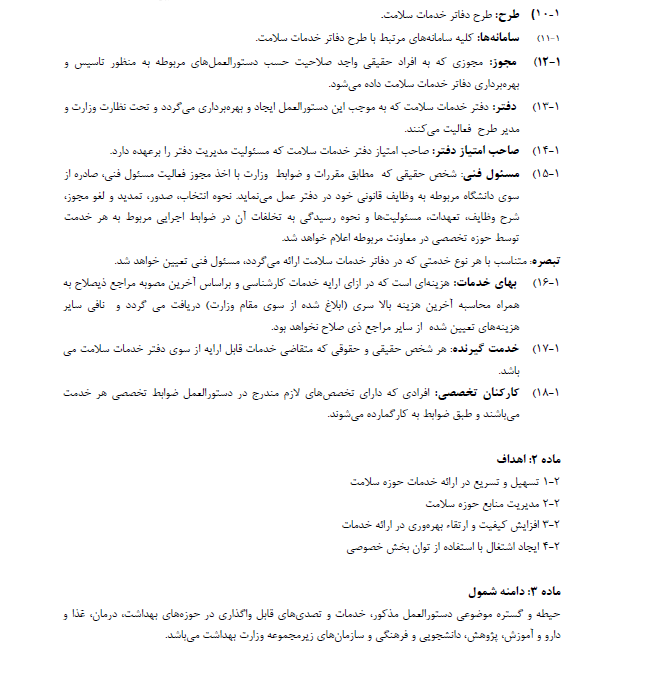 ۱-۱۰) طرح: طرح دفاتر خدمات سلامت.
۱-۱۱) سامانه‌ها: کلیه سامانه‌های مرتبط با طرح دفاتر خدمات سلامت.
۱-۱۲) مجوز: مجوزی که به افراد حقیقی واجد صلاحیت حسب دستورالعمل‌های مربوطه به منظور تاسیس و
بهره‌برداری دفاتر خدمات سلامت داده می‌شود.
۱-۱۳) دفتر: دفتر خدمات سلامت که به موجب این دستورالعمل ایجاد و بهره‌برداری می‌گردد و تحت نظارت وزارت و
مدیر طرح فعالیت می‌کنند.
۱-۱۴) صاحب امتیاز دفتر: صاحب امتیاز دفتر خدمات سلامت که مسئولیت مدیریت دفتر را برعهده دارد.
۱-۱۵) مسئول فنی: شخص حقیقی که مطابق مقررات و ضوابط وزارت با اخذ مجوز فعالیت مسئول فنی، صادره از
سوی دانشگاه مربوطه به وظایف قانونی خود در دفتر عمل می‌نماید. نحوه انتخاب، صدور، تمدید و لغو مجوز،
شرح وظایف، تعهدات، مسئولیت‌ها و نحوه رسیدگی به تخلفات آن در ضوابط اجرایی مربوط به هر خدمت
توسط حوزه تخصصی در معاونت مربوطه اعلام خواهد شد.
تبصره: متناسب با هر نوع خدمتی که در دفاتر خدمات سلامت ارائه می‌گردد، مسئول فنی تعیین خواهد شد.
۱-۱۶) بهای خدمات: هزینه‌ای است که در ازای ارایه خدمات کارشناسی و براساس آخرین مصوبه مراجع ذیصلاح به
همراه محاسبه آخرین هزینه بالا سری (ابلاغ شده از سوی مقام وزارت) دریافت می گردد و نافی سایر
هزینه‌های تعیین شده از سایر مراجع ذی صلاح نخواهد بود.
۱-۱۷) خدمت گیرنده: هر شخص حقیقی و حقوقی که متقاضی خدمات قابل ارایه از سوی دفتر خدمات سلامت می
باشد.
۱-۱۸) کارکنان تخصصی: افرادی که دارای تخصص‌های لازم مندرج در دستورالعمل ضوابط تخصصی هر خدمت
می‌باشند و طبق ضوابط به کارگمارده می‌شوند.
ماده ۲: اهداف
۲-۱ تسهیل و تسریع در ارائه خدمات حوزه سلامت
۲-۲ مدیریت منابع حوزه سلامت
۲-۳ افزایش کیفیت و ارتقاء بهره‌وری در ارائه خدمات
۲-۴ ایجاد اشتغال با استفاده از توان بخش خصوصی
ماده ۳: دامنه شمول
حیطه و گستره موضوعی دستورالعمل مذکور، خدمات و تصدی‌های قابل واگذاری در حوزه‌های بهداشت، درمان، غذا و
دارو و آموزش، پژوهش، دانشجویی و فرهنگی و سازمان‌های زیرمجموعه وزارت بهداشت می‌باشد.